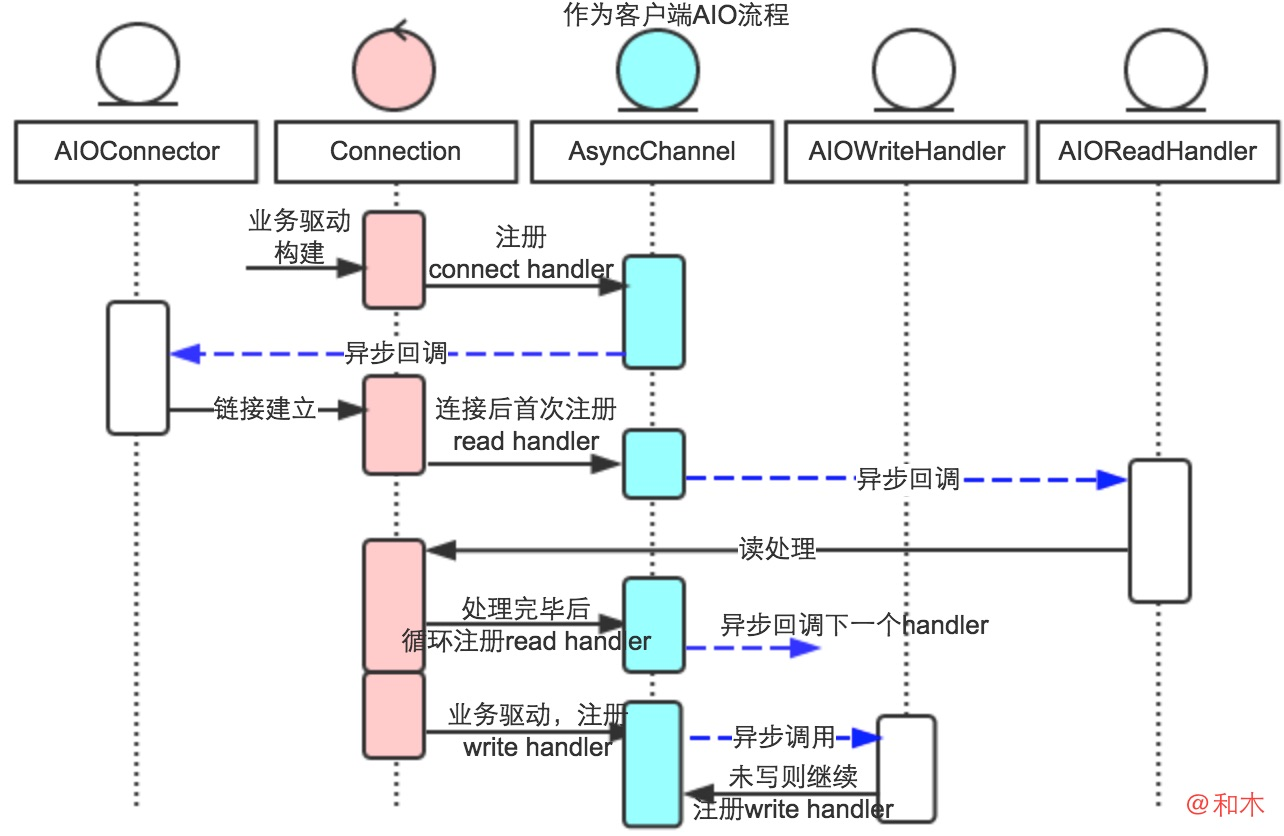 作为客户端AIO流程
AIOConnector
Connection
AsyncChannel
AIOWriteHandler
AIOReadHandler
业务驱动
构建
注册
connect handler
异步回调
链接建立
连接后首次注册
read handler
异步回调
读处理
处理完毕后
循环注册read handler
异步回调下一个handler
业务驱动，注册
write handler
异步调用
未写则继续
注册write handler
@和木